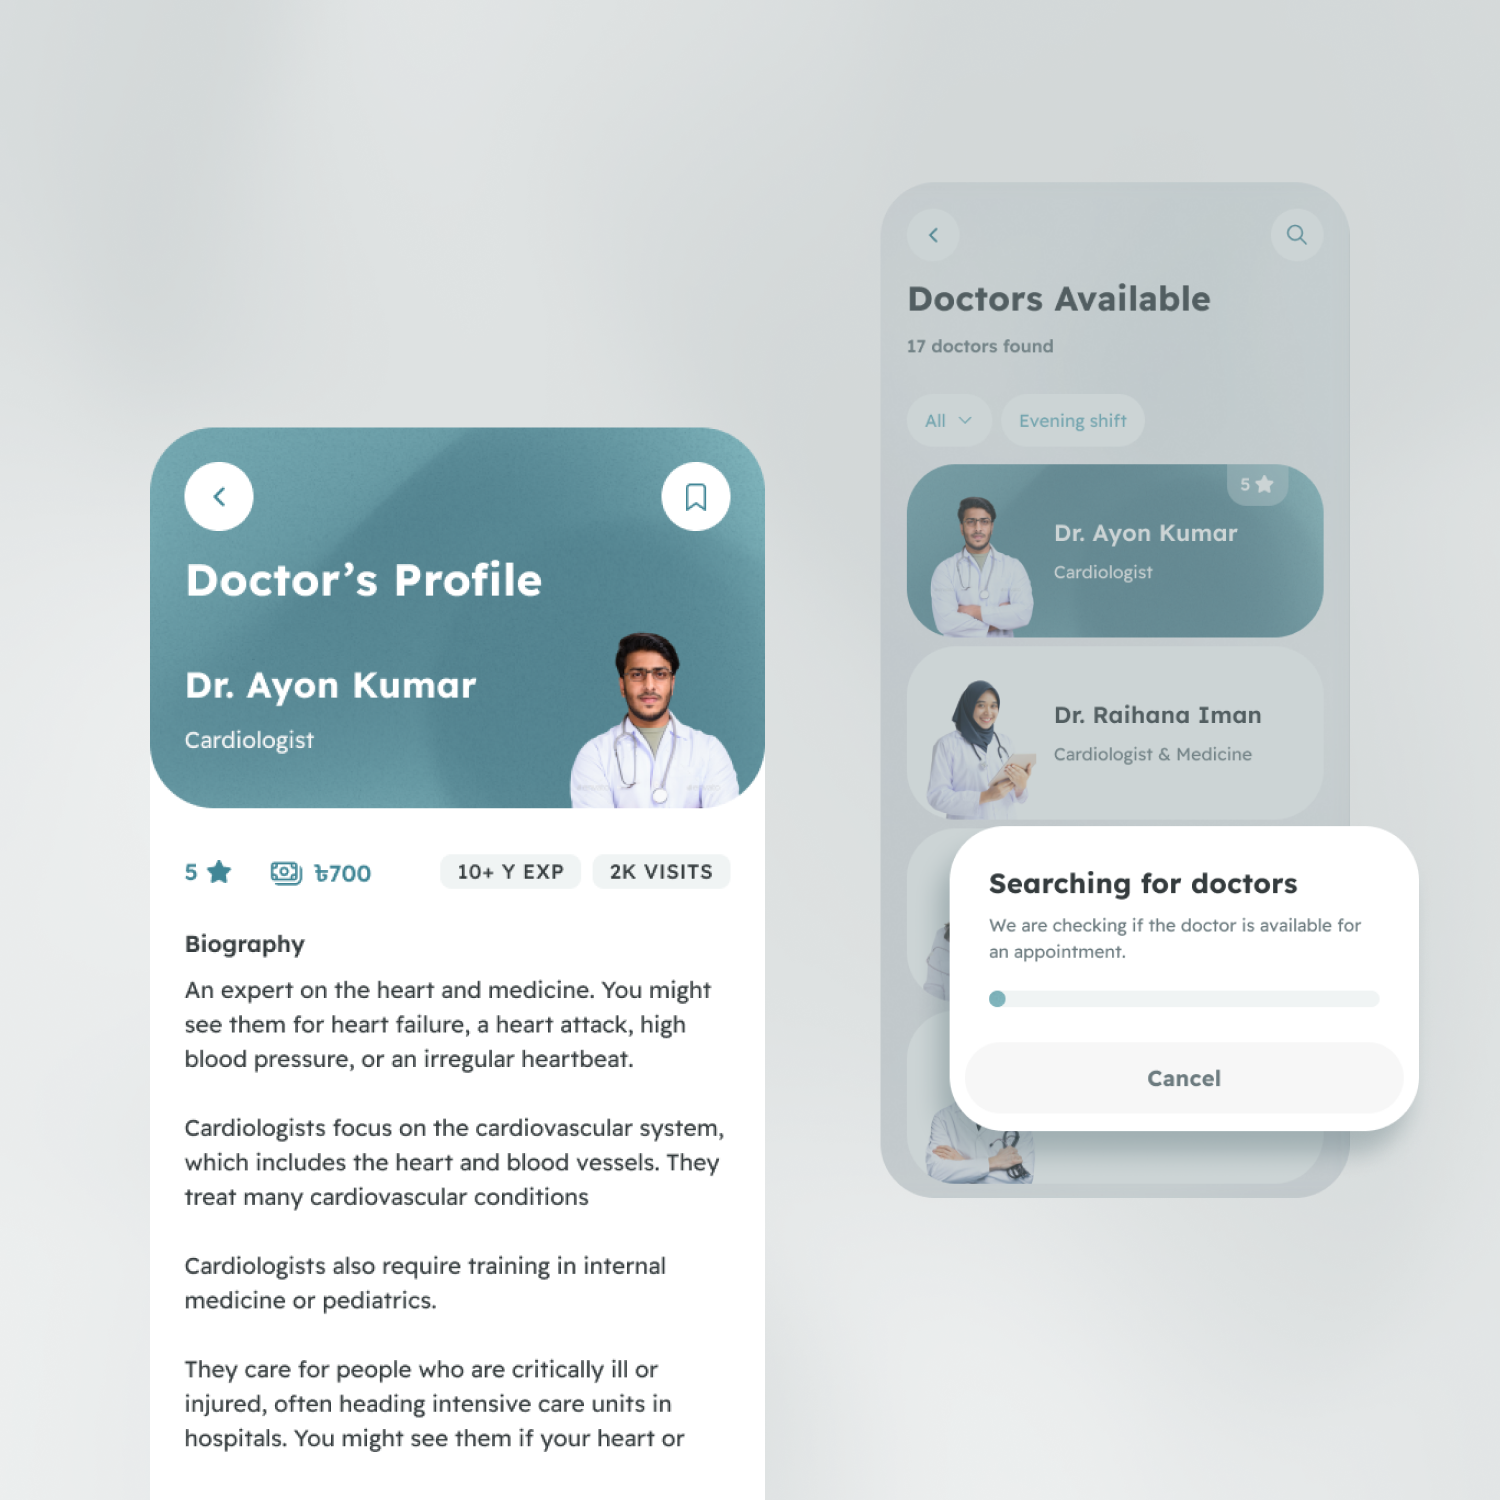 Doctor’s Profile
Dr. Ayon Kumar
Cardiologist
5
৳700
10+ Y EXP
2K VISITS
Biography
An expert on the heart and medicine. You might
see them for heart failure, a heart attack, high
blood pressure, or an irregular heartbeat.
Cardiologists focus on the cardiovascular system,
which includes the heart and blood vessels. They
treat many cardiovascular conditions
Cardiologists also require training in internal
medicine or pediatrics.
They care for people who are critically ill or
injured, often heading intensive care units in
hospitals. You might see them if your heart or
Doctors Available
17 doctors found
All
Evening shift
5
Dr. Ayon Kumar
Cardiologist
Dr. Raihana Iman
Cardiologist & Medicine
Searching for doctors
We are checking if the doctor is available for
an appointment.
Cancel